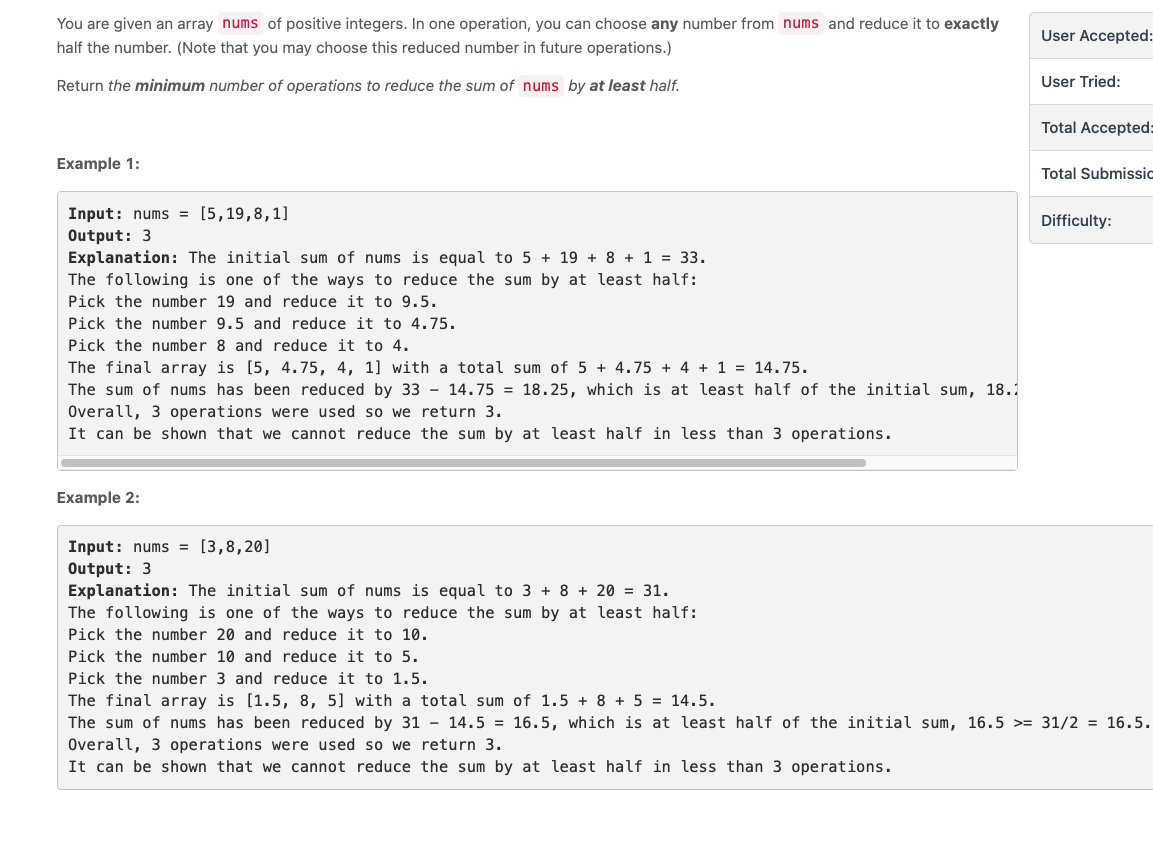 You are given an array nums of positive integers. In one operation, you can choose any number from nums and reduce it to exactly
half the number. (Note that you may choose this reduced number in future operations.)
Return the minimum number of operations to reduce the sum of nums by at least half.
Example 1:
Input: nums = [5,19,8,1]
Output: 3
Explanation: The initial sum of nums is equal to 5 + 19 + 8 + 1 = 33.
The following is one of the ways to reduce the sum by at least half:
Pick the number 19 and reduce it to 9.5.
Pick the number 9.5 and reduce it to 4.75.
Pick the number 8 and reduce it to 4.
The final array is [5, 4.75, 4, 1] with a total sum of 5 + 4.75 + 4 + 1 = 14.75.
The sum of nums has been reduced by 33 - 14.75 = 18.25, which is at least half of the initial sum, 18.2
Overall, 3 operations were used so we return 3.
It can be shown that we cannot reduce the sum by at least half in less than 3 operations.
Example 2:
Input: nums = [3,8,20]
Output: 3
Explanation: The initial sum of nums is equal to 3 + 8 + 20 = 31.
The following is one of the ways to reduce the sum by at least half:
Pick the number 20 and reduce it to 10.
Pick the number 10 and reduce it to 5.
Pick the number 3 and reduce it to 1.5.
The final array is [1.5, 8, 5] with a total sum of 1.5 + 8 + 5 = 14.5.
The sum of nums has been reduced by 31 - 14.5 = 16.5, which is at least half of the initial sum, 16.5 >= 31/2 = 16.5.
Overall, 3 operations were used so we return 3.
It can be shown that we cannot reduce the sum by at least half in less than 3 operations.
User Accepted:
User Tried:
Total Accepted:
Total Submissio
Difficulty: